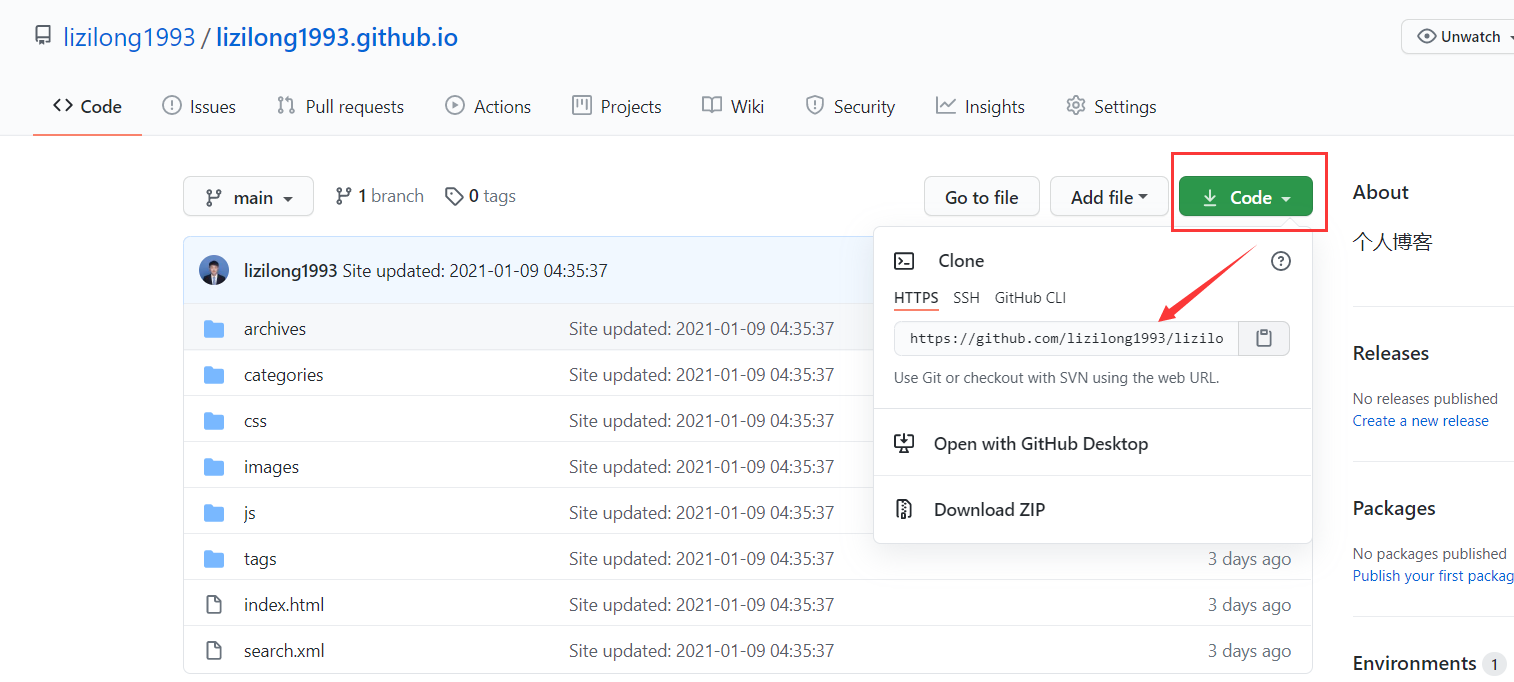 lizilong1993 / lizilong1993.github.io
Unwatch
Code Issues Pull requests Actions Projects Wiki Security Insights Settings
main 1 branch 0 tags
Go to file Add file Code
lizilong1993 Site updated: 2021-01-09 04:35:37
archives Site updated: 2021-01-09 04:35:37
categories Site updated: 2021-01-09 04:35:37
css Site updated: 2021-01-09 04:35:37
images Site updated: 2021-01-09 04:35:37
js Site updated: 2021-01-09 04:35:37
tags Site updated: 2021-01-09 04:35:37 3 days ago
index.html Site updated: 2021-01-09 04:35:37 3 days ago
search.xml Site updated: 2021-01-09 04:35:37 3 days ago
Clone
HTTPS SSH GitHub CLI
https://github.com/lizilong1993/lizilo
Use Git or checkout with SVN using the web URL.
Open with GitHub Desktop
Download ZIP
About
个人博客
Releases
No releases published
Create a new release
Packages
No packages published
Publish your first packag
Environments 1